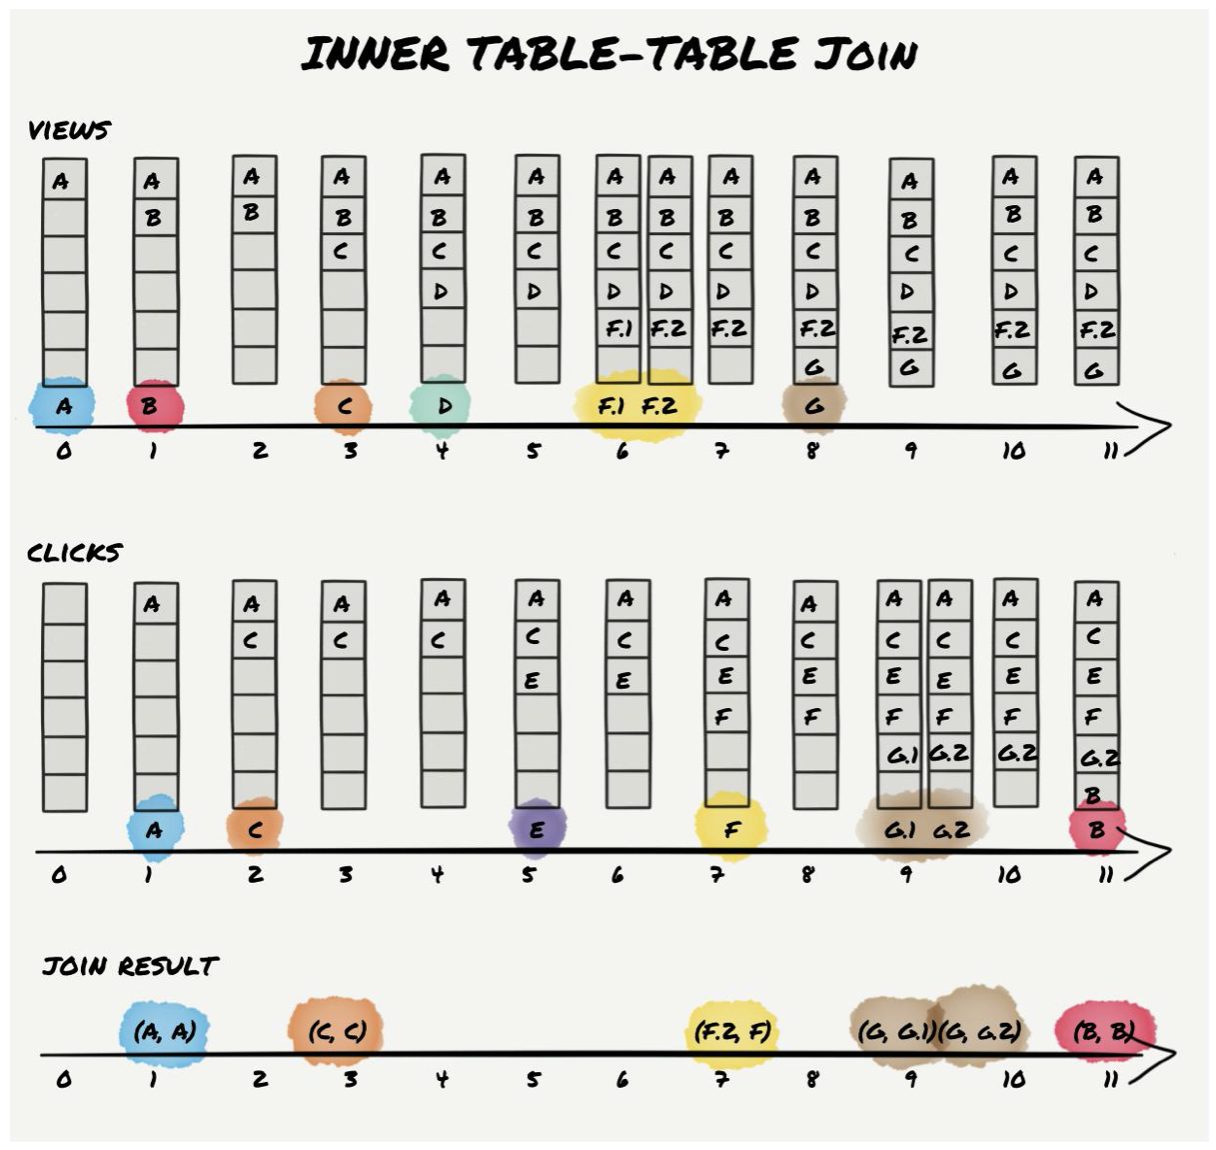 INNER TABLE-TABLE JOIN
VIEWS
A A A A A A A A A A A A A
B B B B B B B B B B B B
C C C C C C C C C C
D D D D D D D D D
F.1 F.2 F.2 F.2 F.2 F.2 F.2
G G G G
A B C D F.1 F.2 G
0 1 2 3 4 5 6 7 8 9 10 11
CLICKS
A A A A A A A A A A A A
C C C C C C C C C C C
E E E E E E E E
F F F F F F
G.1 G.2 G.2 G.2
B
A C E F G.1 G.2 B
0 1 2 3 4 5 6 7 8 9 10 11
JOIN RESULT
(A, A) (C, C) (F.2, F) (G, G.1) (G, G.2) (B, B)
0 1 2 3 4 5 6 7 8 9 10 11